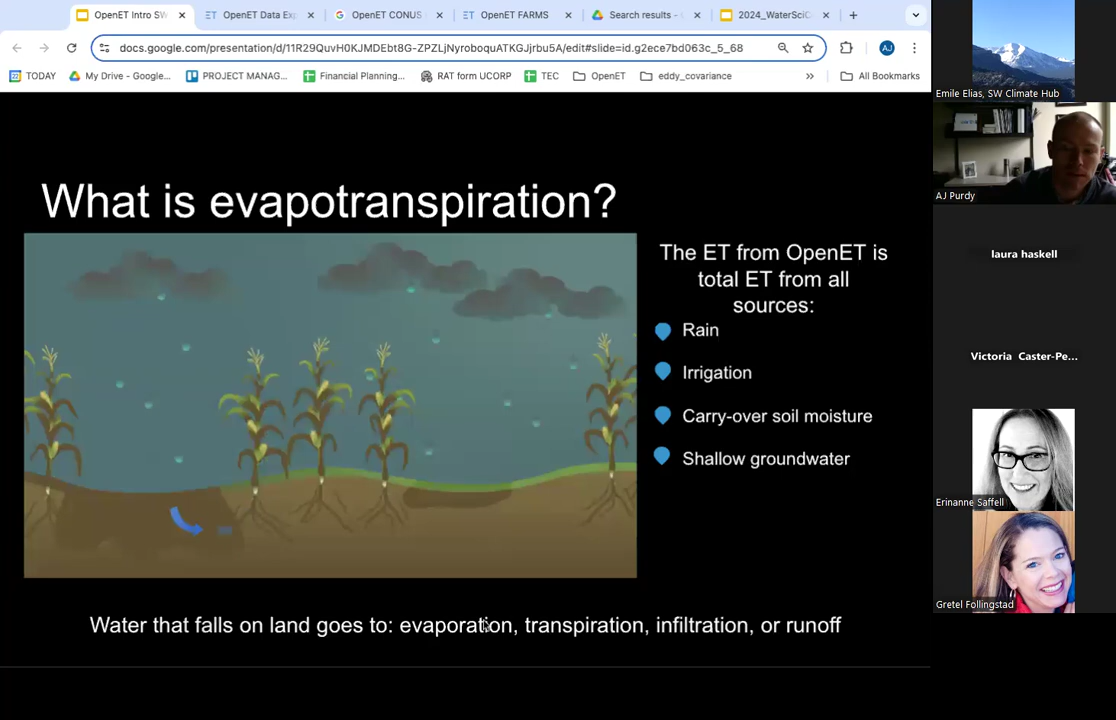 OpenET Intro SW
OpenET Data Exp
OpenET CONUS
OpenET FARMS
Search results -
2024_WaterSciC
docs.google.com/presentation/d/11R29QuvH0KJMDEbt8G-ZPZLjNyroboquATKGJjrbu5A/edit#slide=id.g2ece7bd063c_5_68
AJ
TODAY
My Drive - Google...
PROJECT MANAG...
Financial Planning...
RAT form UCORP
TEC
OpenET
eddy_covariance
All Bookmarks
Emile Elias, SW Climate Hub
AJ Purdy
laura haskell
Victoria Caster-Pe...
Erinanne Saffell
Gretel Follingstad
What is evapotranspiration?
The ET from OpenET is
total ET from all
sources:
Rain
Irrigation
Carry-over soil moisture
Shallow groundwater
Water that falls on land goes to: evaporation, transpiration, infiltration, or runoff